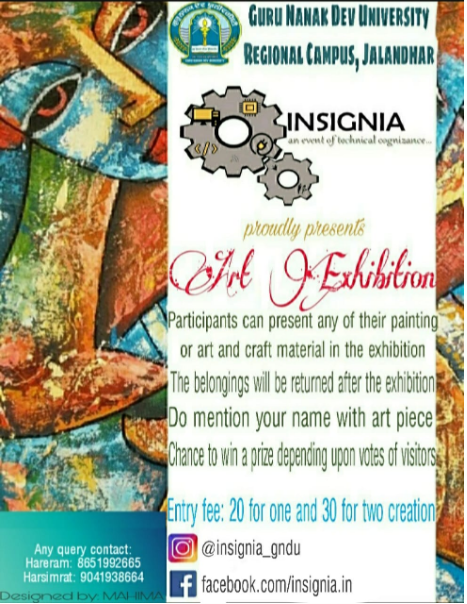 GURU NANAK DEV UNIVERSITY
REGIONAL CAMPUS, JALANDHAR
INSIGNIA
an event of technical cognizance...
</>
proudly presents
Art Exhibition
Participants can present any of their painting
or art and craft material in the exhibition
The belongings will be returned after the exhibition
Do mention your name with art piece
Chance to win a prize depending upon votes of visitors
Entry fee: 20 for one and 30 for two creation
@insignia_gndu
facebook.com/insignia.in
Any query contact:
Hareram: 8651992665
Harsimrat: 9041938664
Designed by: MAHIMA